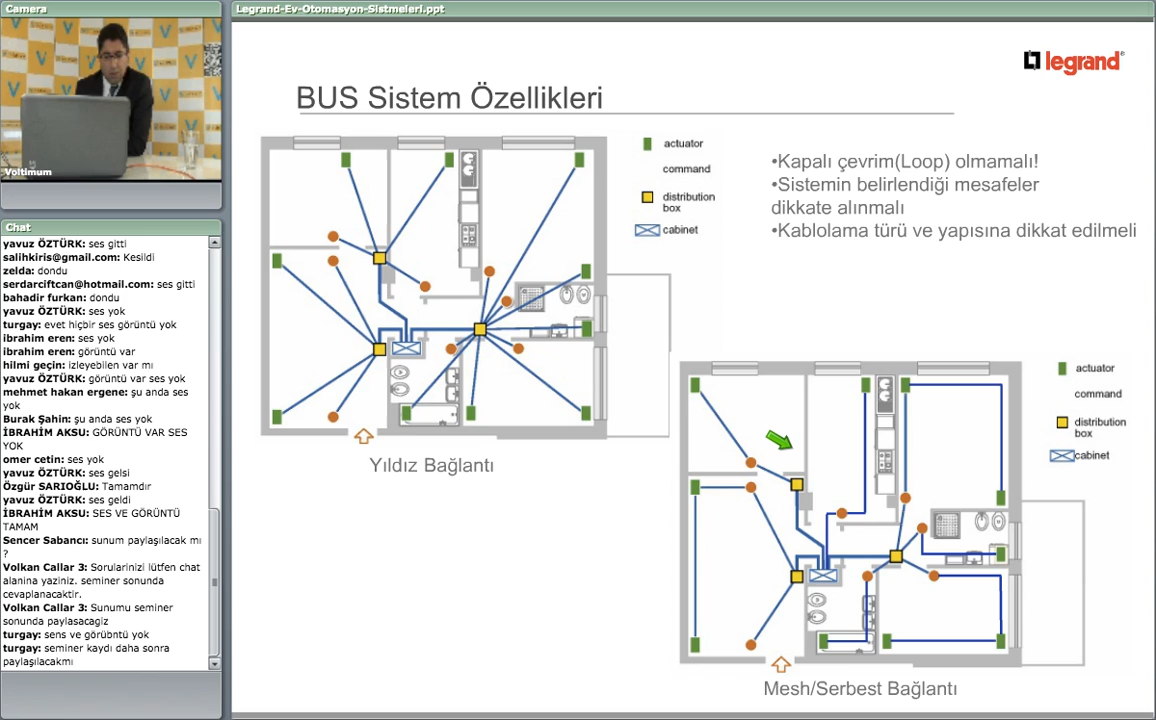 Camera
Voltimum
Chat
yavuz ÖZTÜRK: ses gitti
salihkiris@gmail.com: Kesildi
zelda: dondu
serdarciftcan@hotmail.com: ses gitti
bahadir furkan: dondu
yavuz ÖZTÜRK: ses yok
turgay: evet hiçbir ses görüntü yok
ibrahim eren: ses yok
ibrahim eren: görüntü var
hilmi geçin: izleyebilen var mı
yavuz ÖZTÜRK: görüntü var ses yok
mehmet hakan ergene: şu anda ses
yok
Burak Şahin: şu anda ses yok
İBRAHİM AKSU: GÖRÜNTÜ VAR SES
YOK
omer cetin: ses yok
yavuz ÖZTÜRK: ses gelsi
Özgür SARIOĞLU: Tamamdır
yavuz ÖZTÜRK: ses geldi
İBRAHİM AKSU: SES VE GÖRÜNTÜ
TAMAM
Sencer Sabancı: sunum paylaşılacak mı
?
Volkan Callar 3: Sorularinizi lütfen chat
alanina yaziniz. seminer sonunda
cevaplanacaktir.
Volkan Callar 3: Sunumu seminer
sonunda paylasacagiz
turgay: sens ve görübntü yok
turgay: seminer kaydı daha sonra
paylaşılacakmı
Legrand-Ev-Otomasyon-Sistmeleri.ppt
legrand®
BUS Sistem Özellikleri
actuator
command
distribution
box
cabinet
•Kapalı çevrim(Loop) olmamalı!
•Sistemin belirlendiği mesafeler
dikkate alınmalı
•Kablolama türü ve yapısına dikkat edilmeli
Yıldız Bağlantı
actuator
command
distribution
box
cabinet
Mesh/Serbest Bağlantı